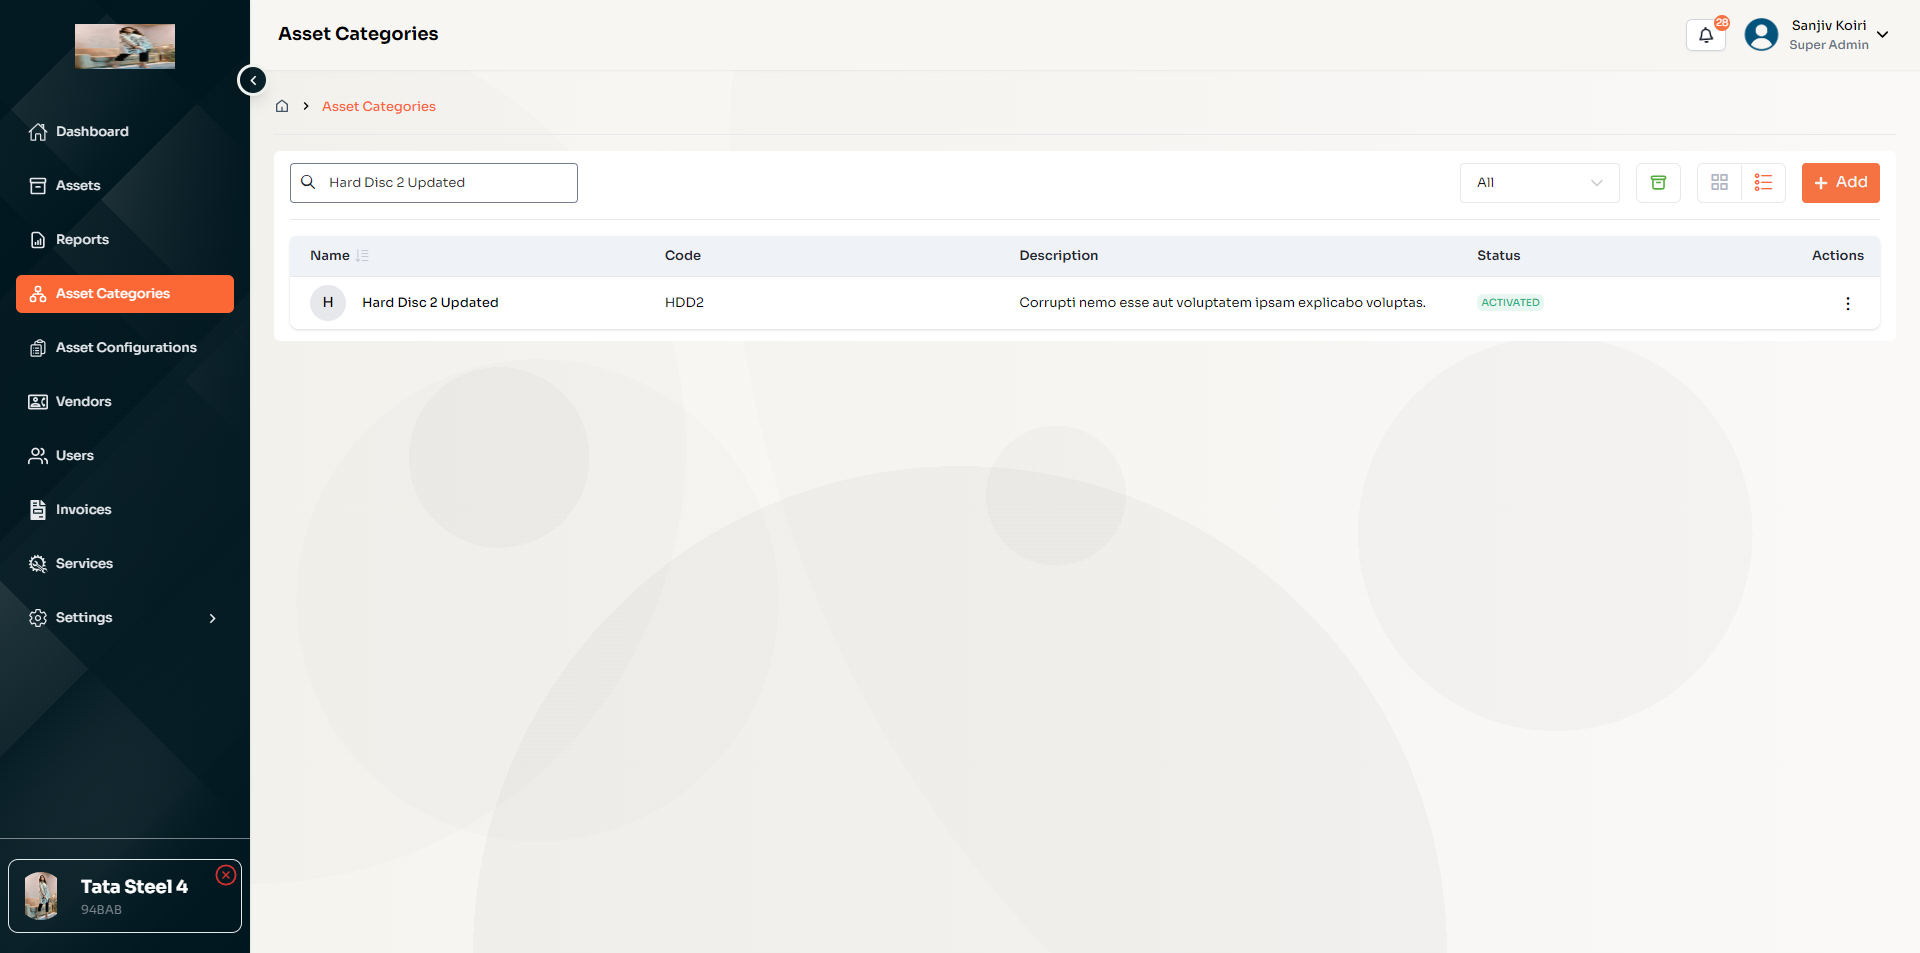 Asset Categories
28
Sanjiv Koiri
Super Admin
Asset Categories
Dashboard
Assets
Reports
Asset Categories
Asset Configurations
Vendors
Users
Invoices
Services
Settings
Tata Steel 4
94BAB
Hard Disc 2 Updated
All
Add
Name Code Description Status Actions
H Hard Disc 2 Updated HDD2 Corrupti nemo esse aut voluptatem ipsam explicabo voluptas. ACTIVATED